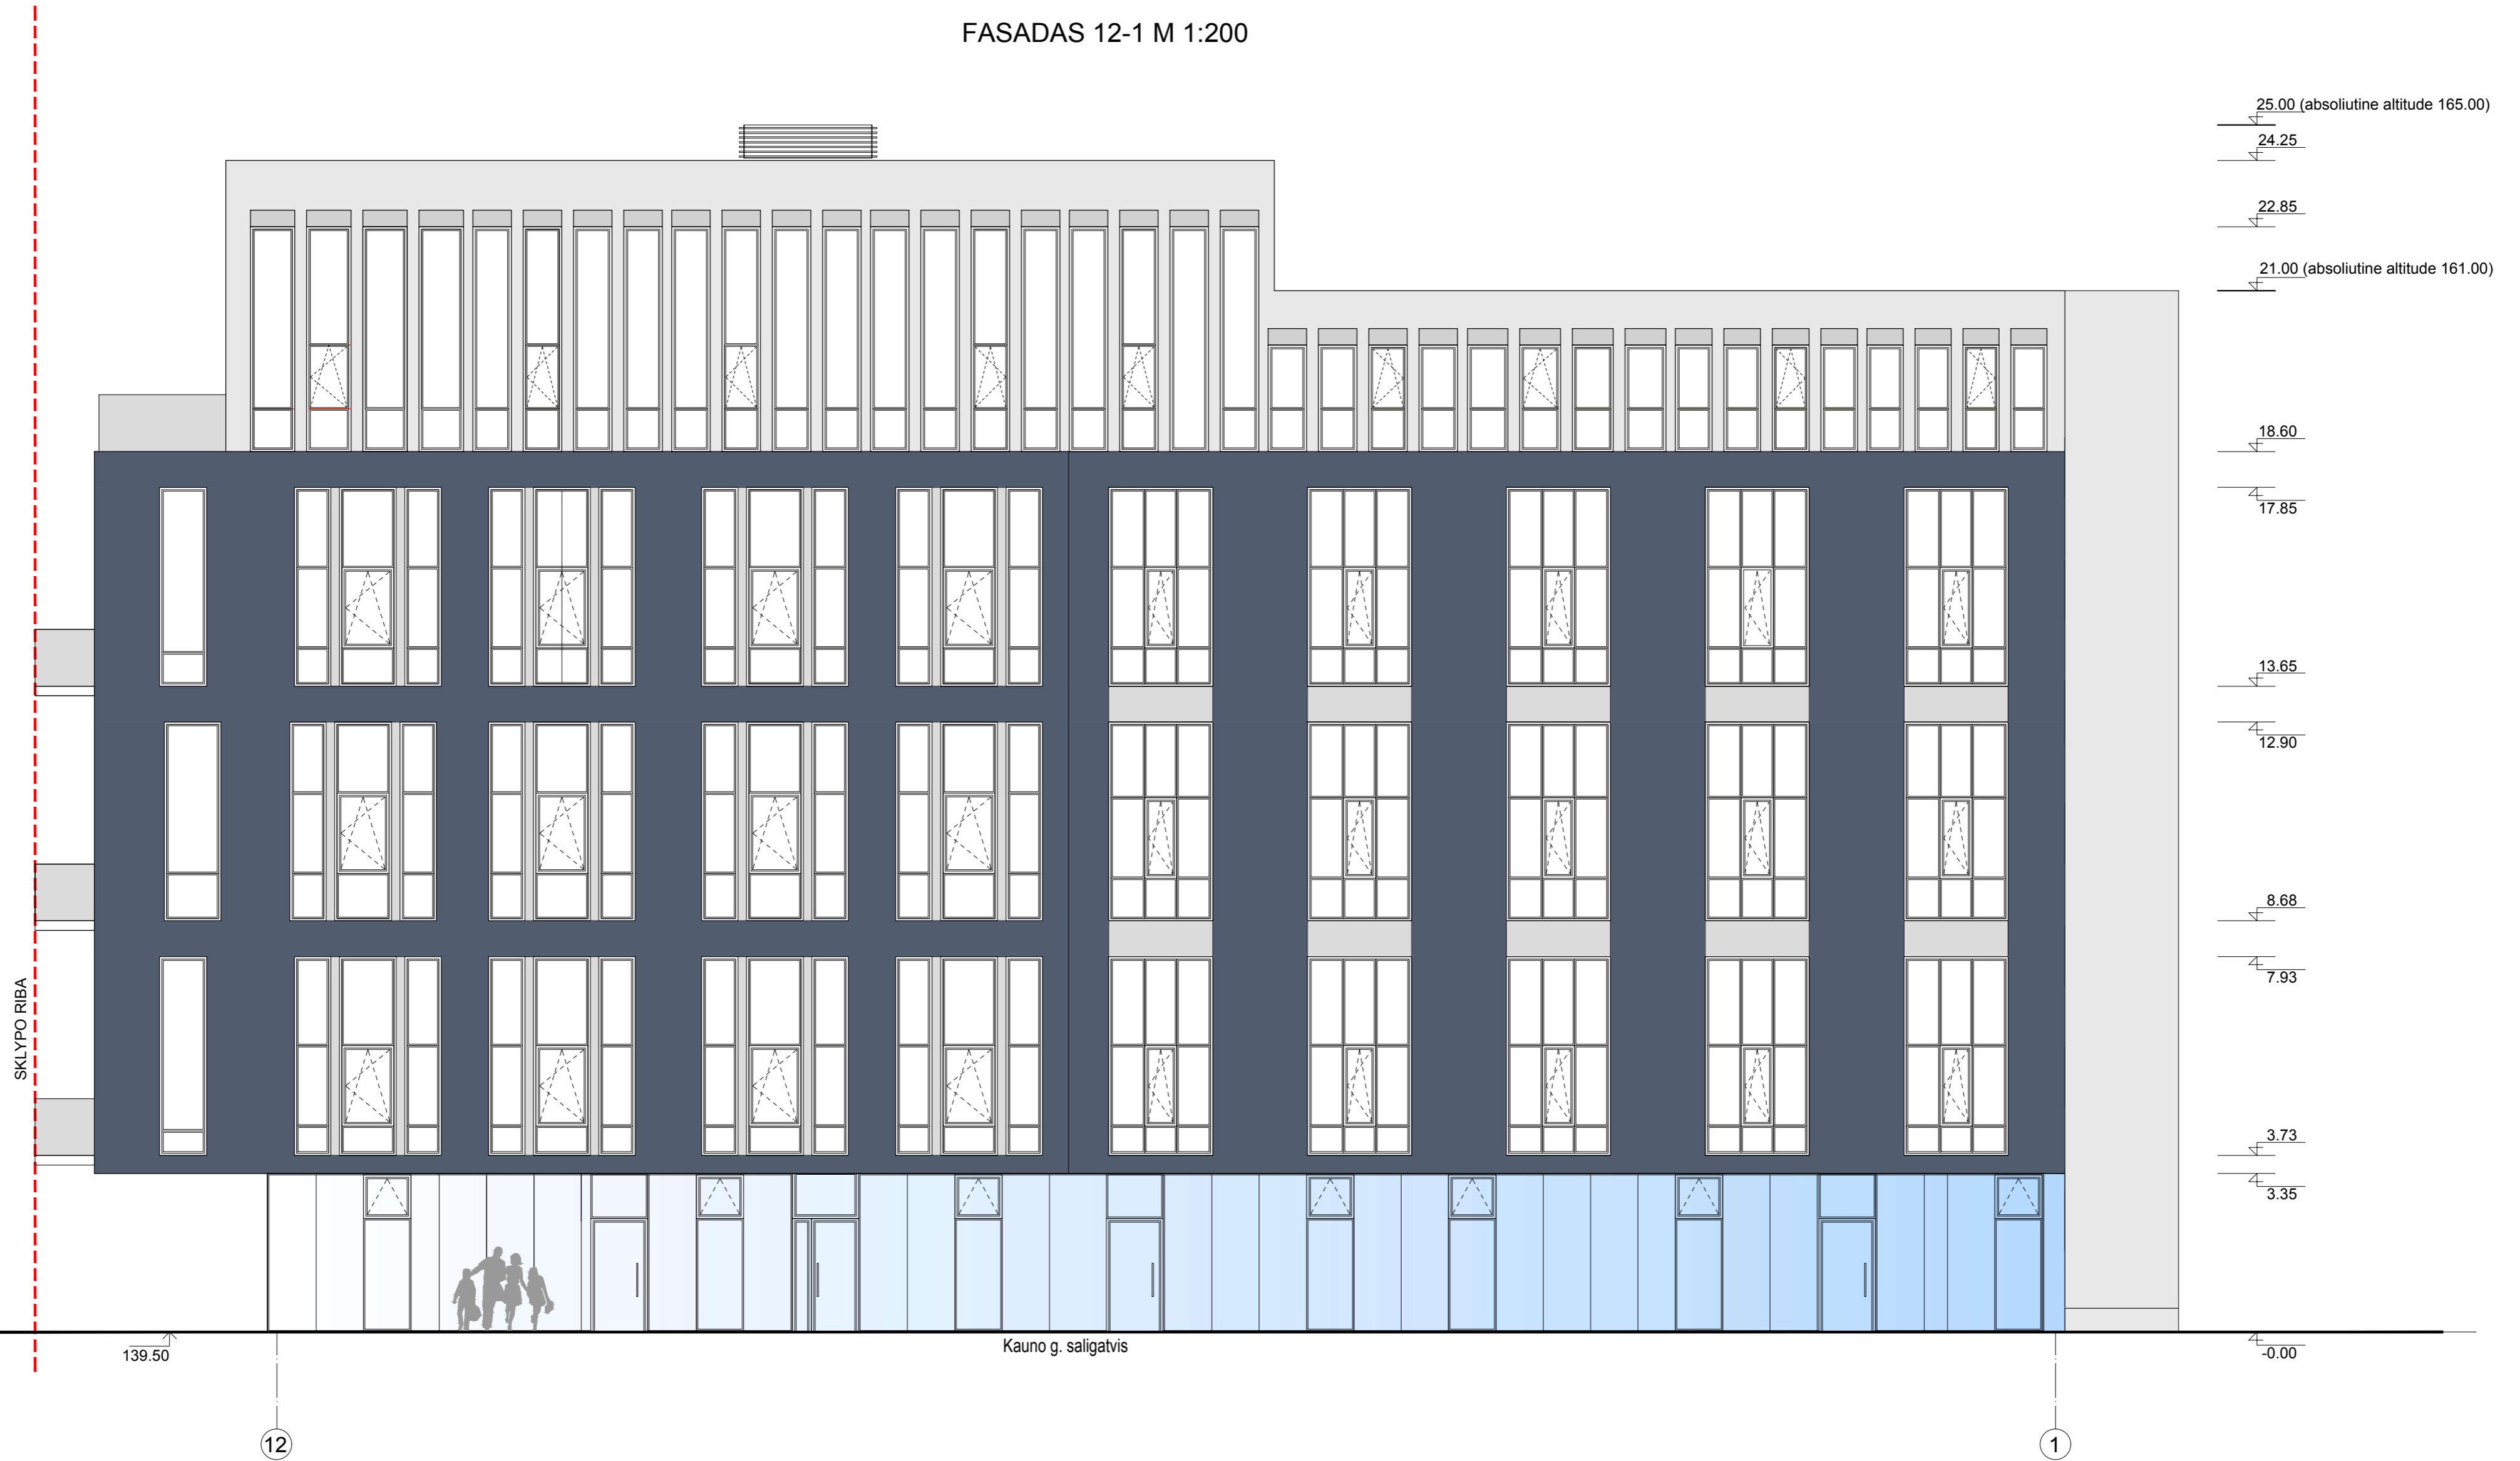 FASADAS 12-1 M 1:200
25.00 (absoliutine altitude 165.00)
24.25
22.85
21.00 (absoliutine altitude 161.00)
18.60
17.85
13.65
12.90
8.68
7.93
3.73
3.35
-0.00
SKLYPO RIBA
139.50
Kauno g. saligatvis
12
1